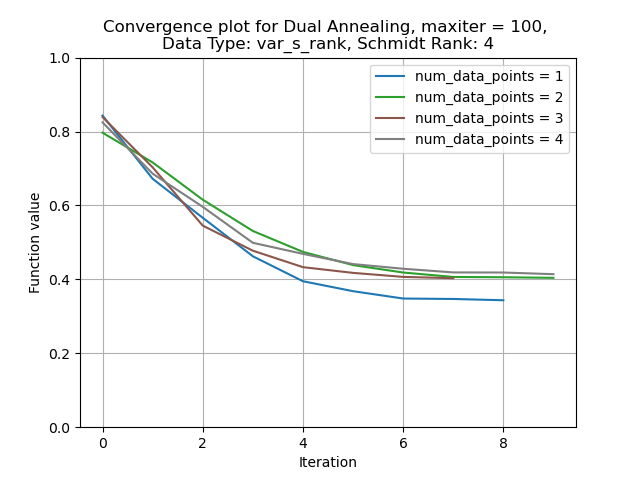 Convergence plot for Dual Annealing, maxiter = 100,
Data Type: var_s_rank, Schmidt Rank: 4
num_data_points = 1
num_data_points = 2
num_data_points = 3
num_data_points = 4
Function value
1.0
0.8
0.6
0.4
0.2
0.0
0 2 4 6 8
Iteration